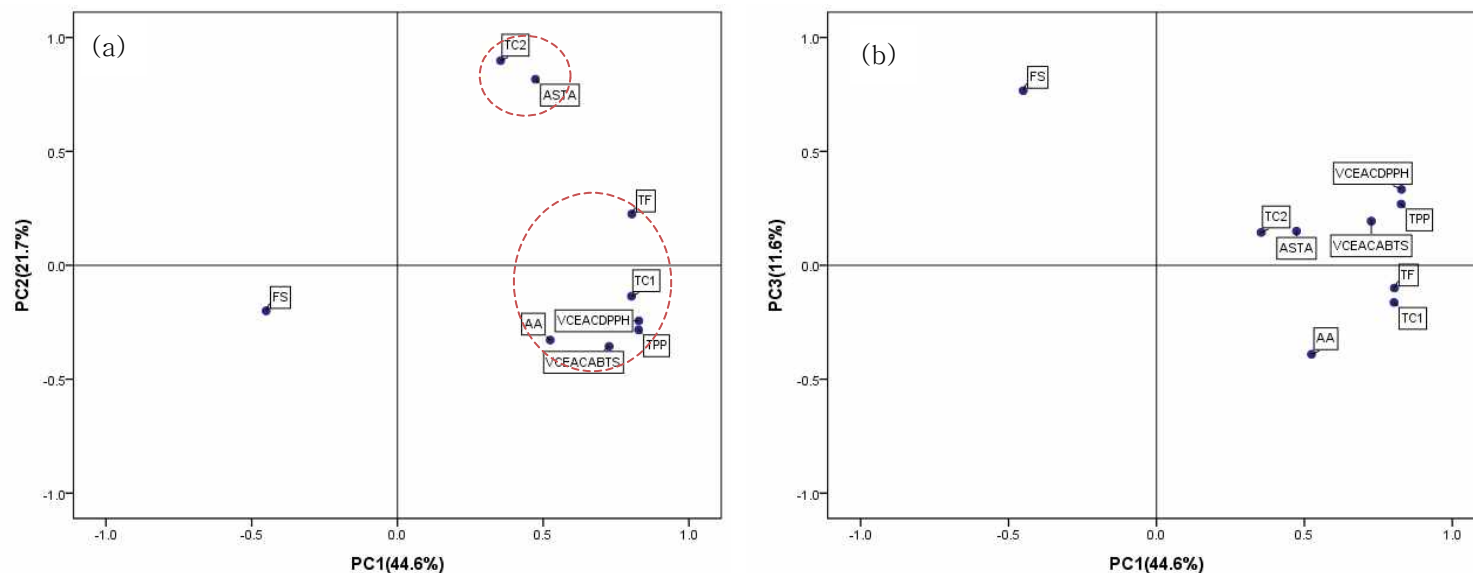 (a)
1.0
0.5
0.0
-0.5
-1.0
PC2(21.7%)
TC2
ASTA
TF
TC1
VCEACDPPH
AA
TPP
VCEACABTS
FS
-1.0
-0.5
0.0
0.5
1.0
PC1(44.6%)
(b)
1.0
0.5
0.0
-0.5
-1.0
PC3(11.6%)
FS
VCEACDPPH
TC2
TPP
ASTA
VCEACABTS
TF
TC1
AA
-1.0
-0.5
0.0
0.5
1.0
PC1(44.6%)